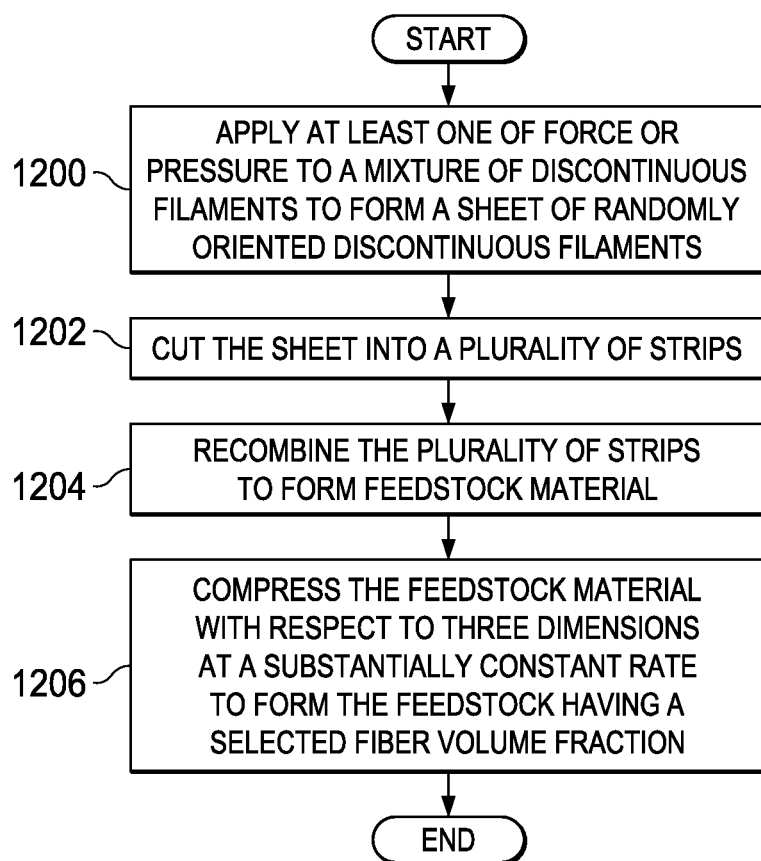 START
1200
APPLY AT LEAST ONE OF FORCE OR
PRESSURE TO A MIXTURE OF DISCONTINUOUS
FILAMENTS TO FORM A SHEET OF RANDOMLY
ORIENTED DISCONTINUOUS FILAMENTS
1202
CUT THE SHEET INTO A PLURALITY OF STRIPS
1204
RECOMBINE THE PLURALITY OF STRIPS
TO FORM FEEDSTOCK MATERIAL
1206
COMPRESS THE FEEDSTOCK MATERIAL
WITH RESPECT TO THREE DIMENSIONS
AT A SUBSTANTIALLY CONSTANT RATE
TO FORM THE FEEDSTOCK HAVING A
SELECTED FIBER VOLUME FRACTION
END